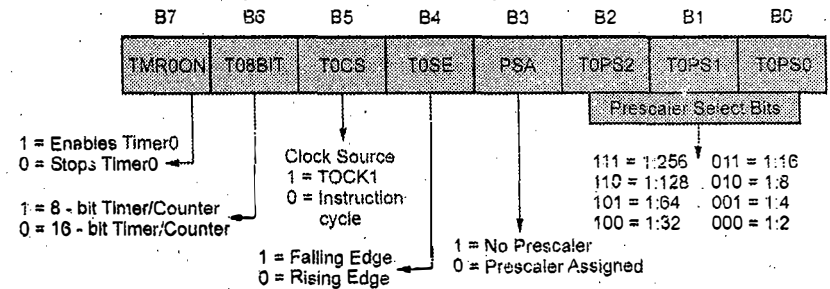 B7 B6 B5 B4 B3 B2 B1 B0
TMR0ON T08BIT T0CS T0SE PSA T0PS2 T0PS1 T0PS0
Prescaler Select Bits
1 = Enables Timer0
0 = Stops Timer0
1 = 8 - bit Timer/Counter
0 = 16 - bit Timer/Counter
Clock Source
1 = TOCK1
0 = Instruction
cycle
1 = Falling Edge
0 = Rising Edge
1 = No Prescaler
0 = Prescaler Assigned
111 = 1:256 011 = 1:16
110 = 1:128 010 = 1:8
101 = 1:64 001 = 1:4
100 = 1:32 000 = 1:2